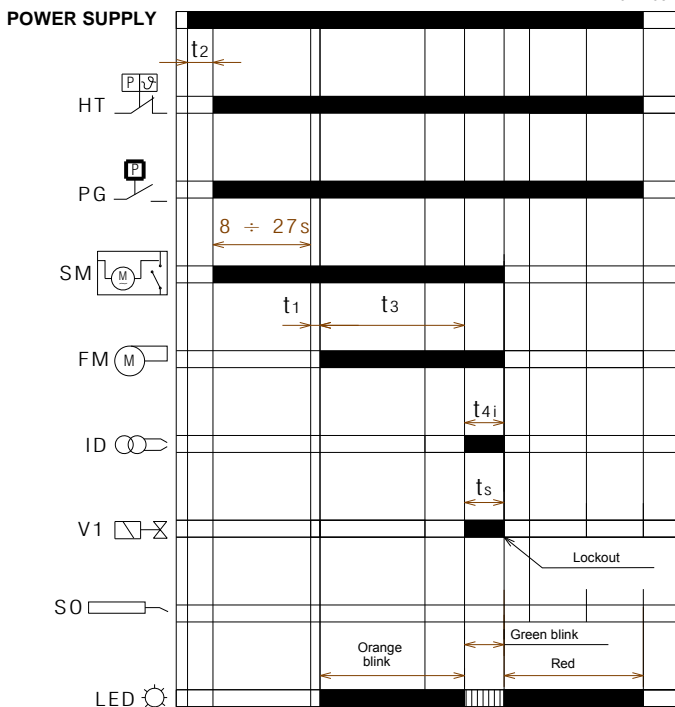 POWER SUPPLY
t2
P ϑ
HT
P
PG
8 ÷ 27s
SM
M
t1
t3
FM
M
t4i
ID
ts
V1
Lockout
SO
Green blink
Orange
blink
Red
LED